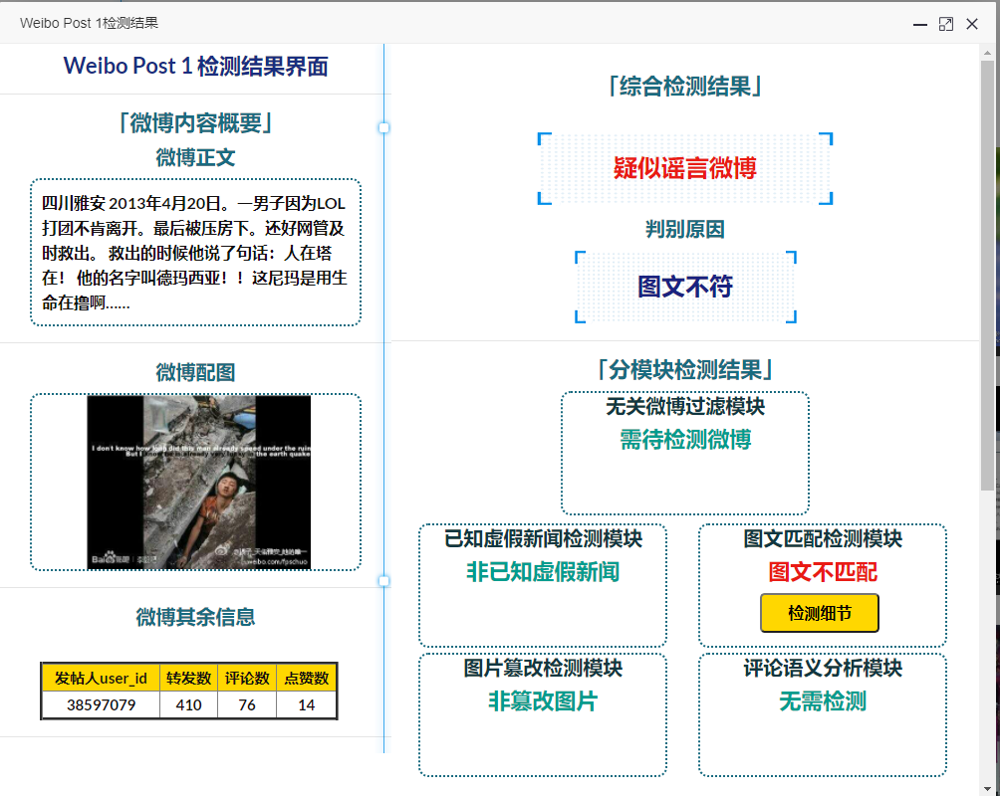 Weibo Post 1检测结果
Weibo Post 1 检测结果界面
「微博内容概要」
微博正文
四川雅安 2013年4月20日。一男子因为LOL
打团不肯离开。最后被压房下。还好网管及
时救出。 救出的时候他说了句话：人在塔
在！ 他的名字叫德玛西亚！！这尼玛是用生
命在撸啊......
微博配图
I don't know how long did this man already speed under the ruin
the earth quake
Bai
weibo.com/fpschuo
微博其余信息
发帖人user_id 转发数 评论数 点赞数
38597079 410 76 14
「综合检测结果」
疑似谣言微博
判别原因
图文不符
「分模块检测结果」
无关微博过滤模块
需待检测微博
已知虚假新闻检测模块
非已知虚假新闻
图文匹配检测模块
图文不匹配
检测细节
图片篡改检测模块
非篡改图片
评论语义分析模块
无需检测